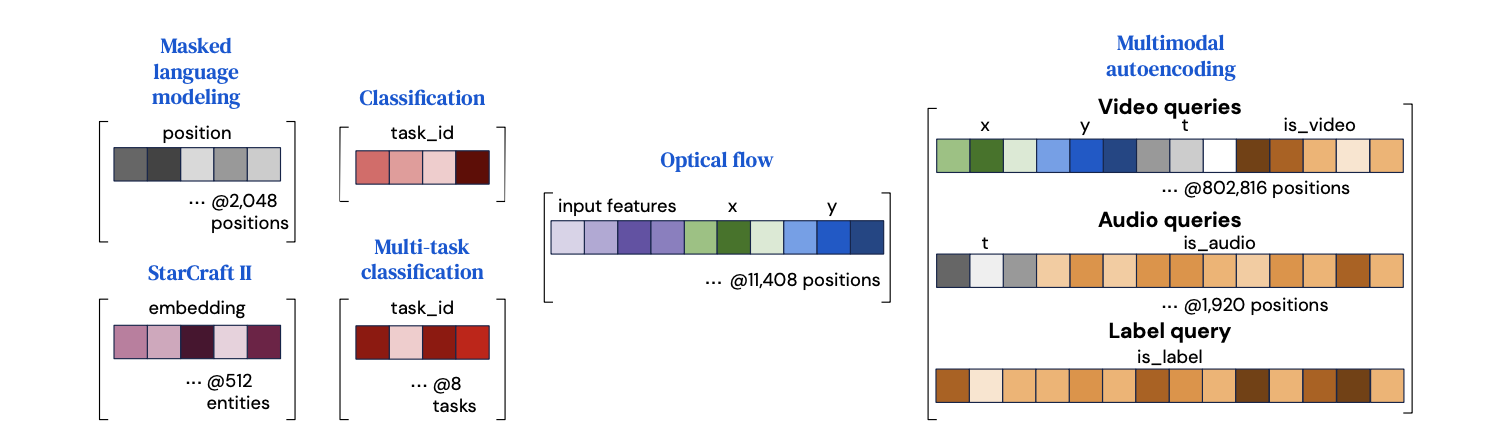 Masked
language
modeling
position
... @2,048
positions
StarCraft II
embedding
... @512
entities
Classification
task_id
Multi-task
classification
task_id
... @8
tasks
Optical flow
input features x y
... @11,408 positions
Multimodal
autoencoding
Video queries
x y t is_video
... @802,816 positions
Audio queries
t is_audio
... @1,920 positions
Label query
is_label